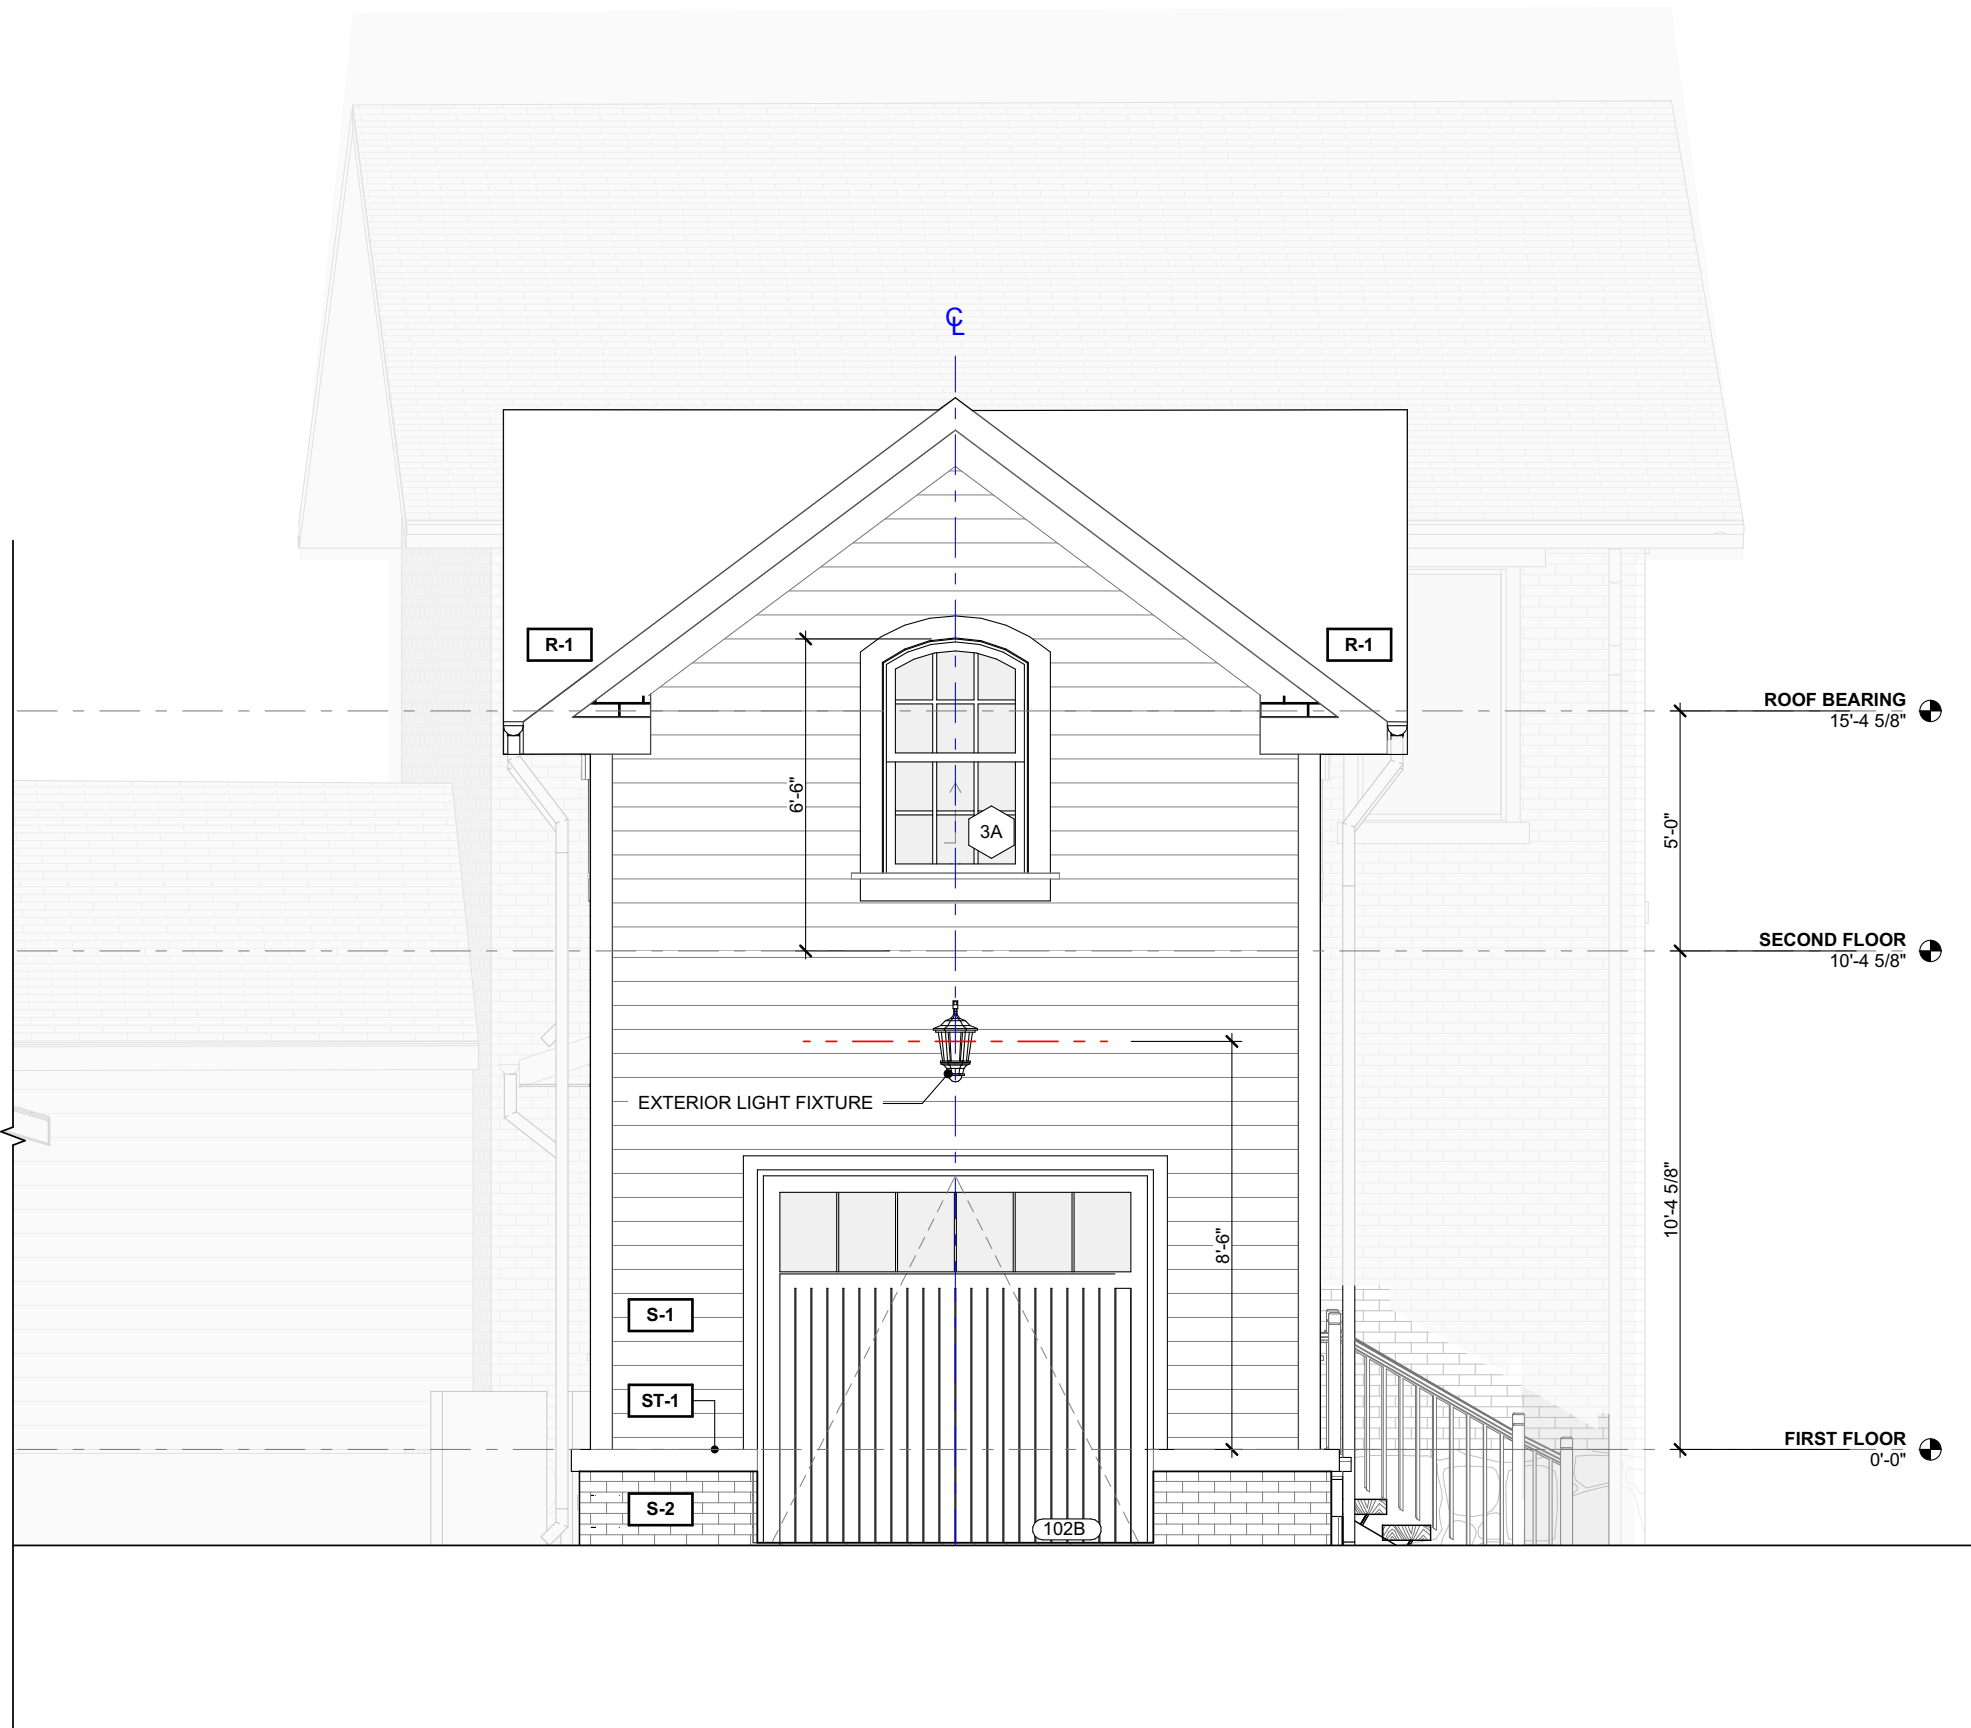 ℄
R-1
R-1
ROOF BEARING
15'-4 5/8"
6'-6"
3A
5'-0"
SECOND FLOOR
10'-4 5/8"
EXTERIOR LIGHT FIXTURE
10'-4 5/8"
8'-6"
S-1
ST-1
FIRST FLOOR
0'-0"
S-2
102B